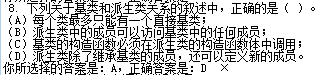 8. 下列关于基类和派生类关系的叙述中，正确的是（ ）。
(A) 每个类最多只能有一个直接基类；
(B) 派生类中的成员可以访问基类中的任何成员；
(C) 基类的构造函数必须在派生类的构造函数体中调用；
(D) 派生类除了继承基类的成员，还可以定义新的成员。
你所选择的答案是：A，正确答案是：D ×